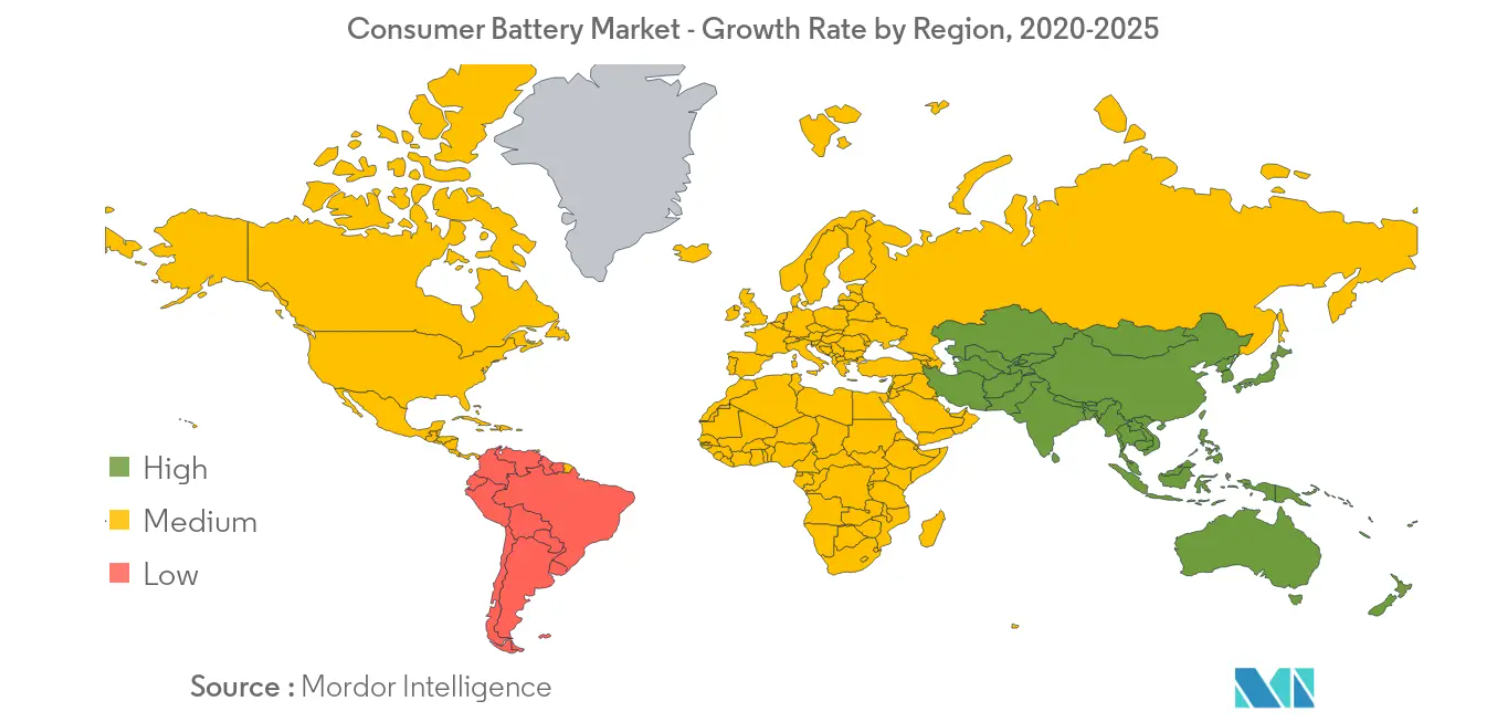 Consumer Battery Market - Growth Rate by Region, 2020-2025
High
Medium
Low
Source : Mordor Intelligence